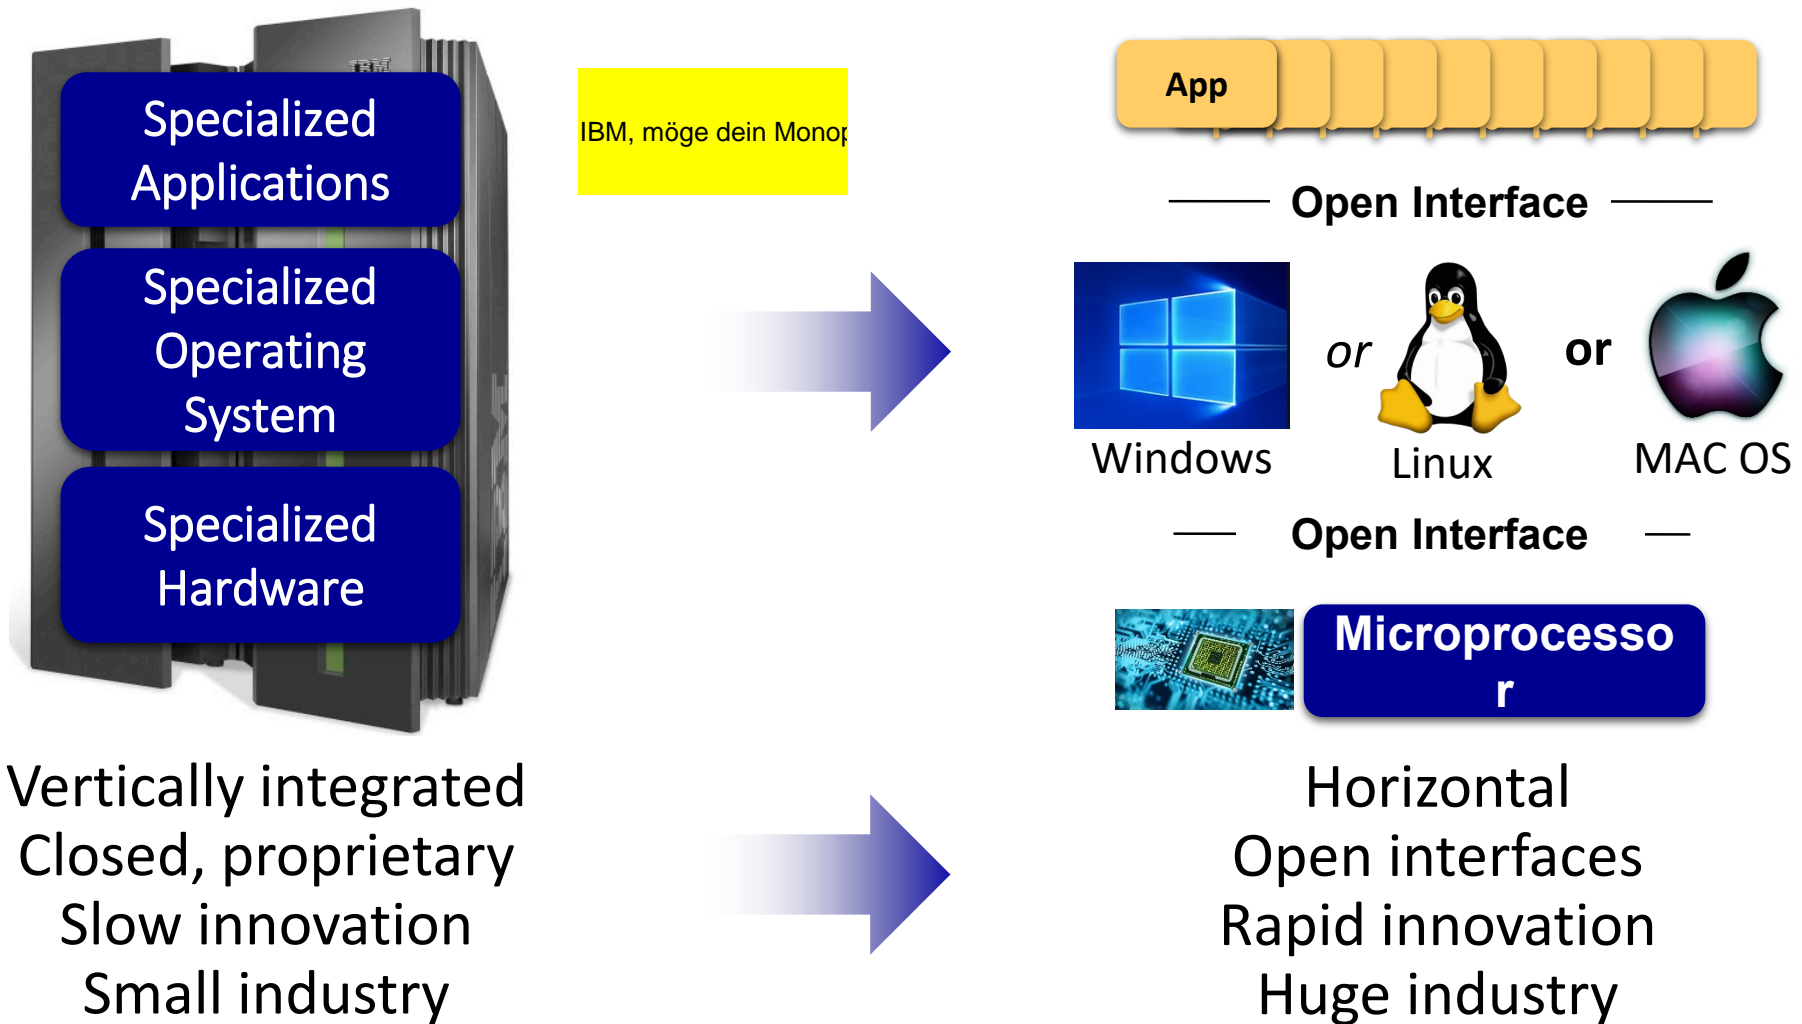 IBM
Specialized
Applications
Specialized
Operating
System
Specialized
Hardware
Vertically integrated
Closed, proprietary
Slow innovation
Small industry
IBM, möge dein
App
Open Interface
or
or
Windows
Linux
MAC OS
Open Interface
Microprocesso
r
Horizontal
Open interfaces
Rapid innovation
Huge industry